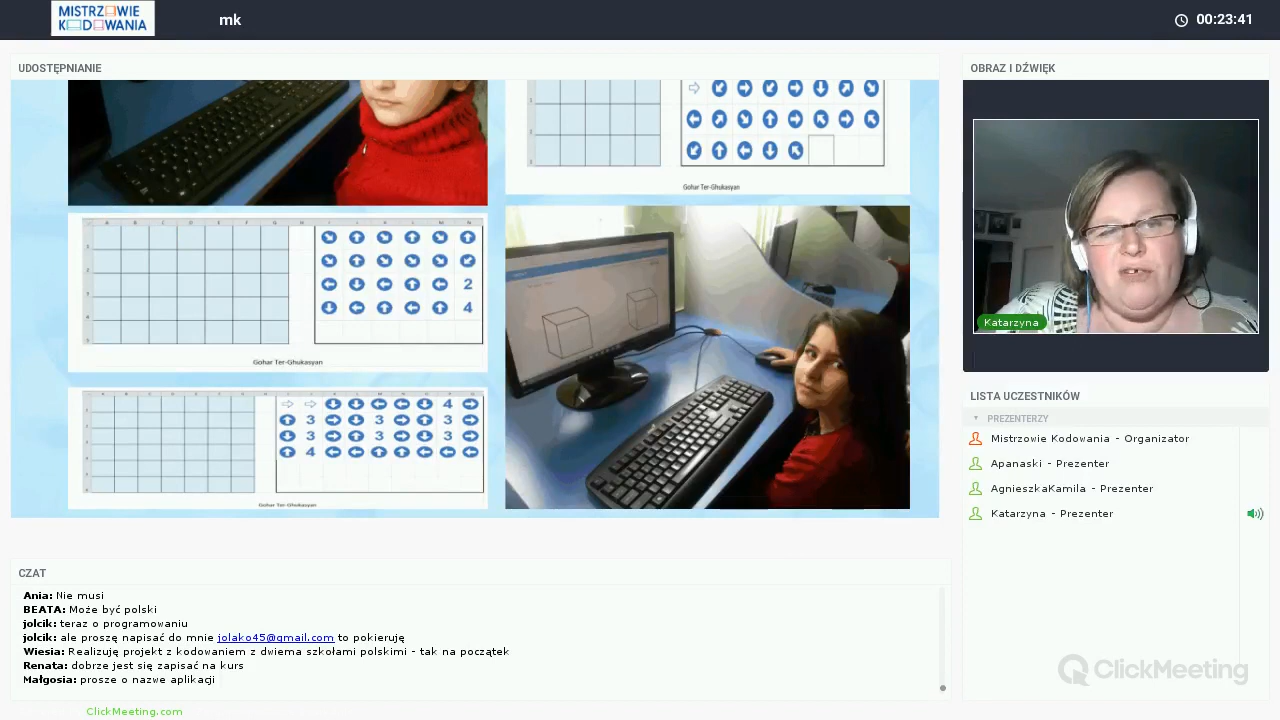 MISTRZOWIE
KODOWANIA
mk
00:23:41
UDOSTĘPNIANIE
OBRAZ I DŹWIĘK
Gohar Ter-Ghukasyan
2
4
Gohar Ter-Ghukasyan
4
3 3 3
3 3 3
4
Gohar Ter-Ghukasyan
Katarzyna
LISTA UCZESTNIKÓW
PREZENTERZY
Mistrzowie Kodowania - Organizator
Apanaski - Prezenter
AgnieszkaKamila - Prezenter
Katarzyna - Prezenter
CZAT
Ania: Nie musi
BEATA: Może być polski
jolcik: teraz o programowaniu
jolcik: ale proszę napisać do mnie jolako45@gmail.com to pokieruję
Wiesia: Realizuję projekt z kodowaniem z dwiema szkołami polskimi - tak na początek
Renata: dobrze jest się zapisać na kurs
Małgosia: prosze o nazwe aplikacji
ClickMeeting
ClickMeeting.com